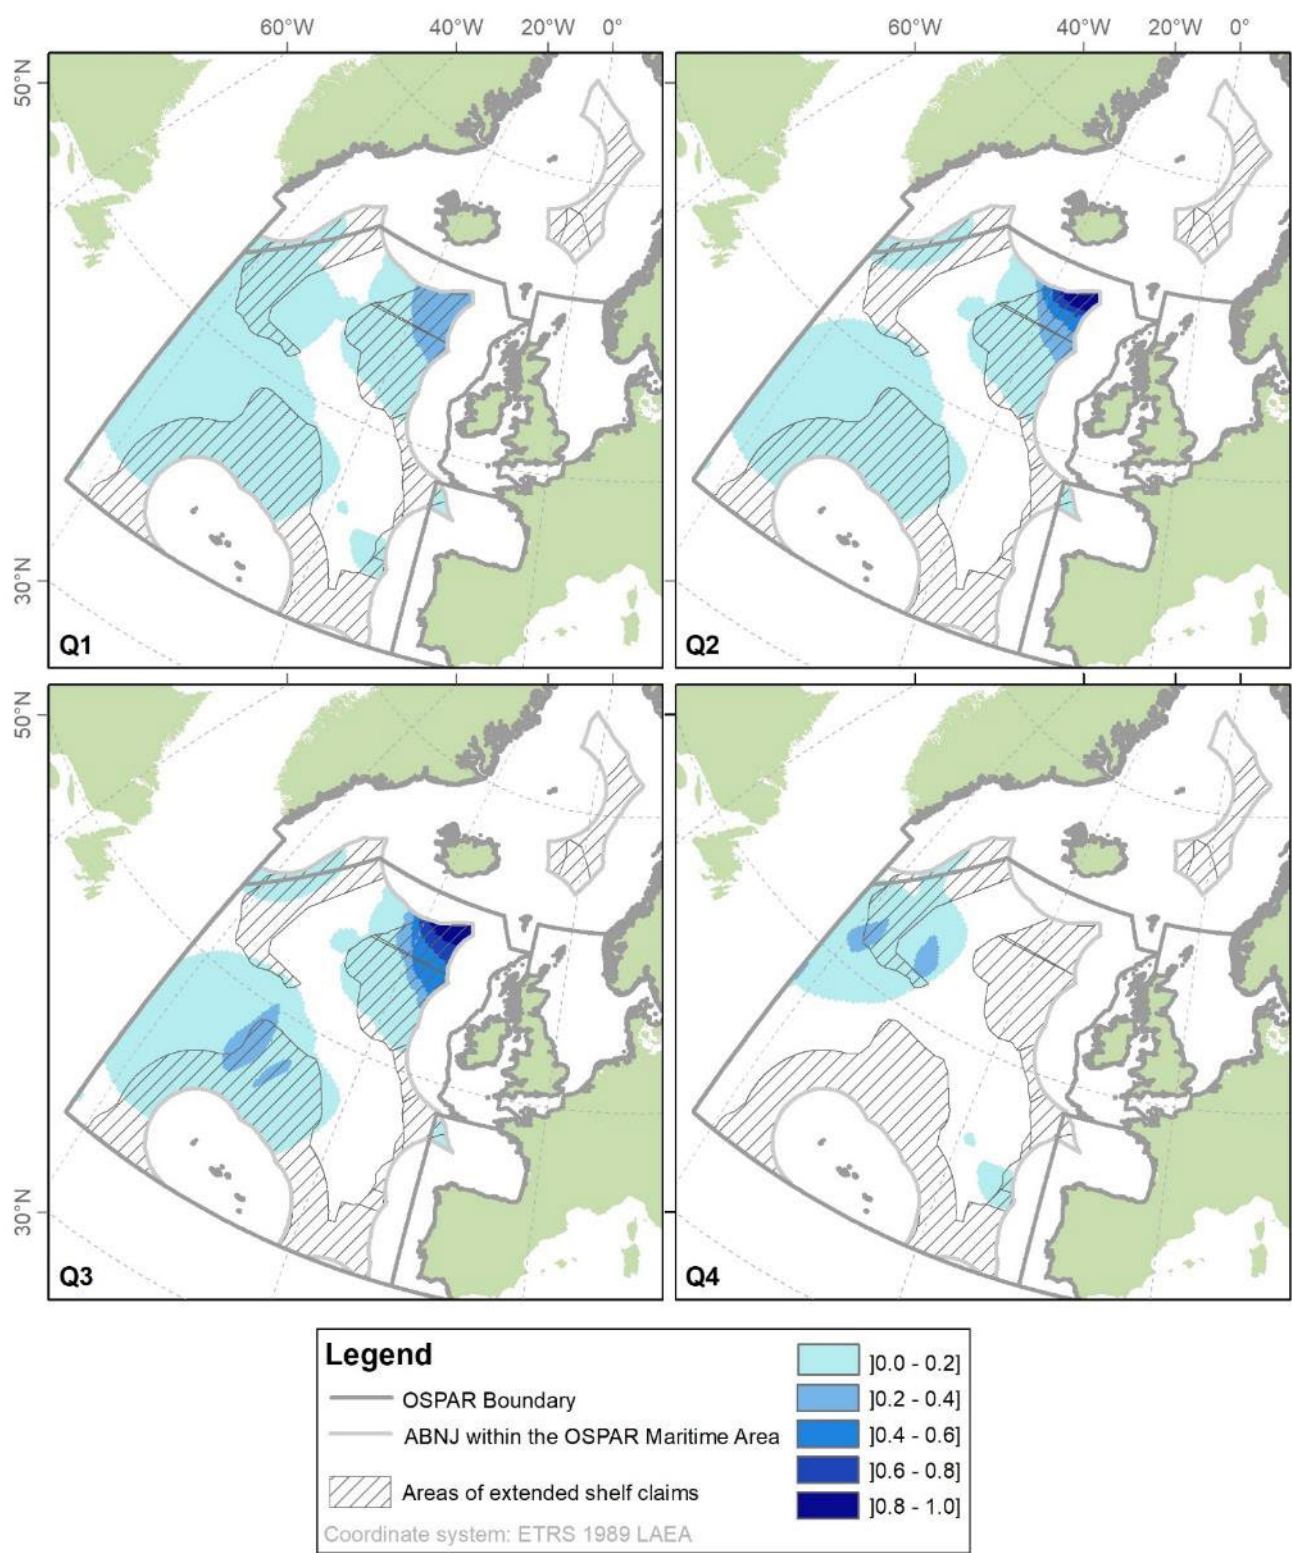 60°W 40°W 20°W 0° 60°W 40°W 20°W 0°
50°N
30°N
Q1 Q2
50°N
30°N
Q3 Q4
Legend
OSPAR Boundary
ABNJ within the OSPAR Maritime Area
Areas of extended shelf claims
Coordinate system: ETRS 1989 LAEA
]0.0 - 0.2]
]0.2 - 0.4]
]0.4 - 0.6]
]0.6 - 0.8]
]0.8 - 1.0]